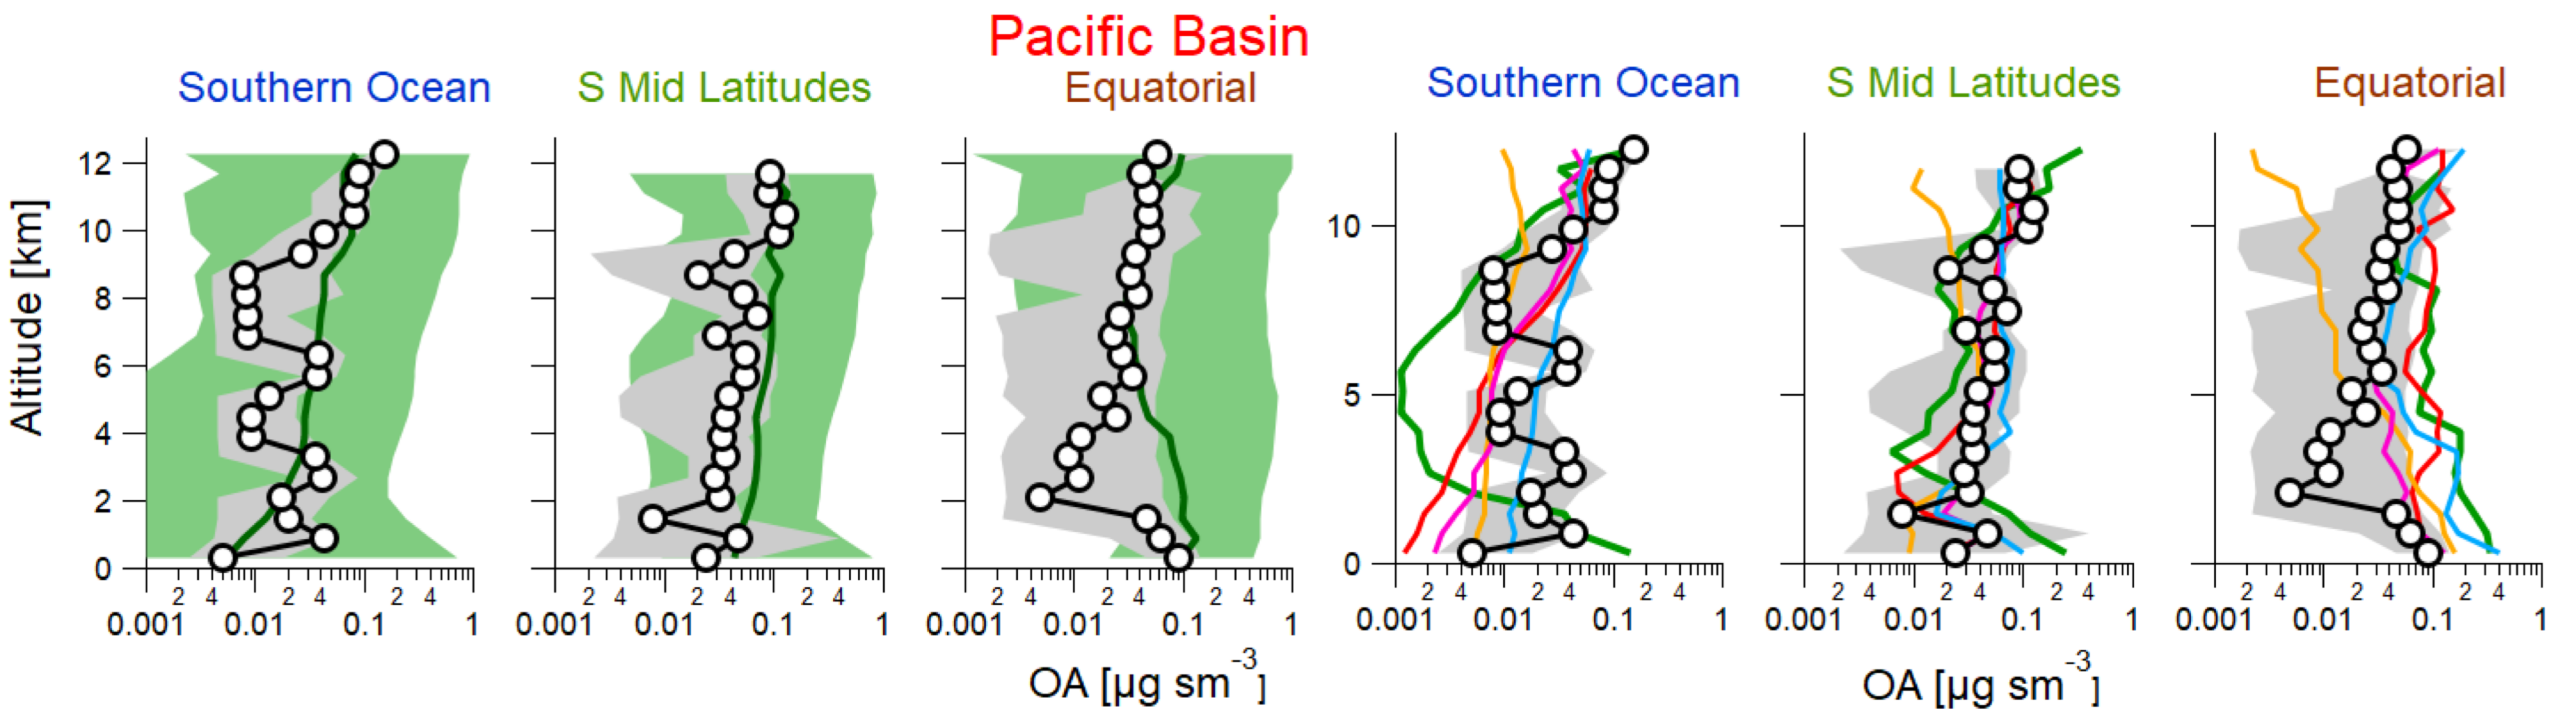 Pacific Basin
Southern Ocean S Mid Latitudes Equatorial Southern Ocean S Mid Latitudes Equatorial
Altitude [km]
12
10
8
6
4
2
0
10
5
0
2 4 2 4 2 4 2 4 2 4 2 4 2 4 2 4 2 4 2 4 2 4 2 4 2 4 2 4 2 4 2 4 2 4 2 4
0.001 0.01 0.1 1 0.001 0.01 0.1 1 0.001 0.01 0.1 1 0.001 0.01 0.1 1 0.001 0.01 0.1 1 0.001 0.01 0.1 1
OA [µg sm⁻³] OA [µg sm⁻³]